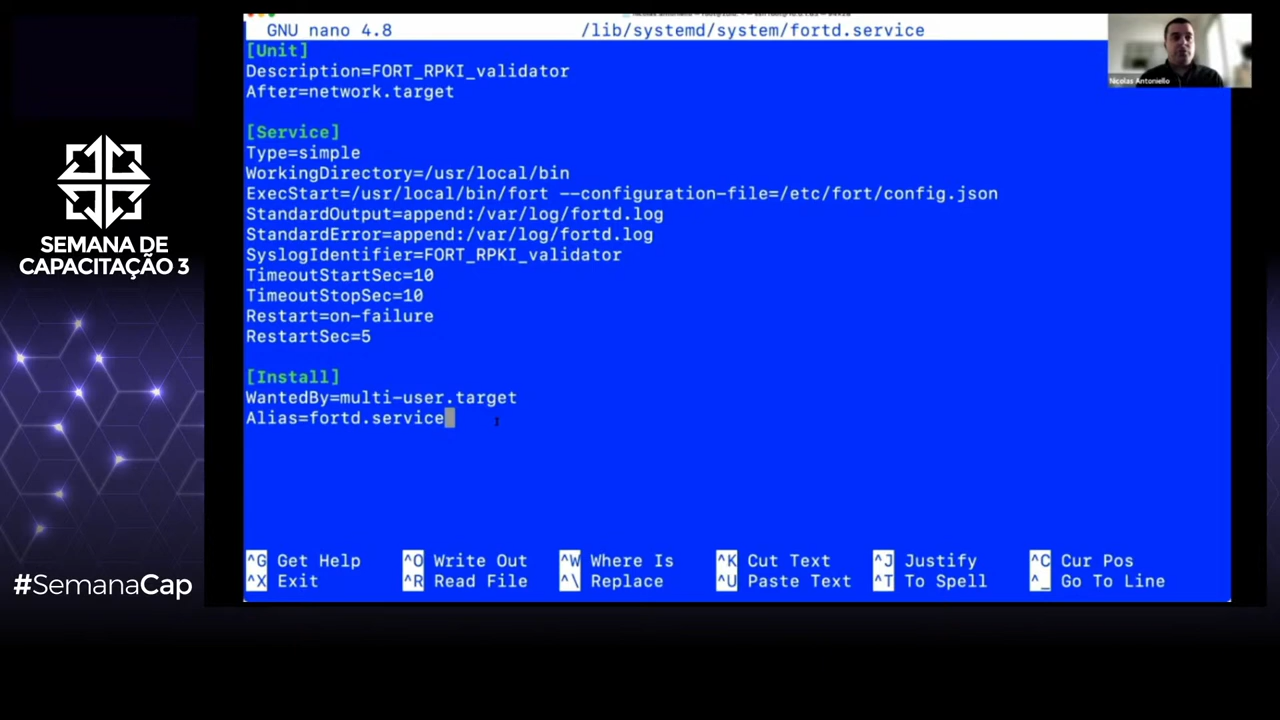 GNU nano 4.8 /lib/systemd/system/fortd.service
[Unit]
Description=FORT_RPKI_validator
After=network.target
[Service]
Type=simple
WorkingDirectory=/usr/local/bin
ExecStart=/usr/local/bin/fort --configuration-file=/etc/fort/config.json
StandardOutput=append:/var/log/fortd.log
StandardError=append:/var/log/fortd.log
SyslogIdentifier=FORT_RPKI_validator
TimeoutStartSec=10
TimeoutStopSec=10
Restart=on-failure
RestartSec=5
[Install]
WantedBy=multi-user.target
Alias=fortd.service
^G Get Help ^O Write Out ^W Where Is ^K Cut Text ^J Justify ^C Cur Pos
^X Exit ^R Read File ^\ Replace ^U Paste Text ^T To Spell ^_ Go To Line
Nicolas Antoniello
SEMANA DE
CAPACITAÇÃO 3
#SemanaCap